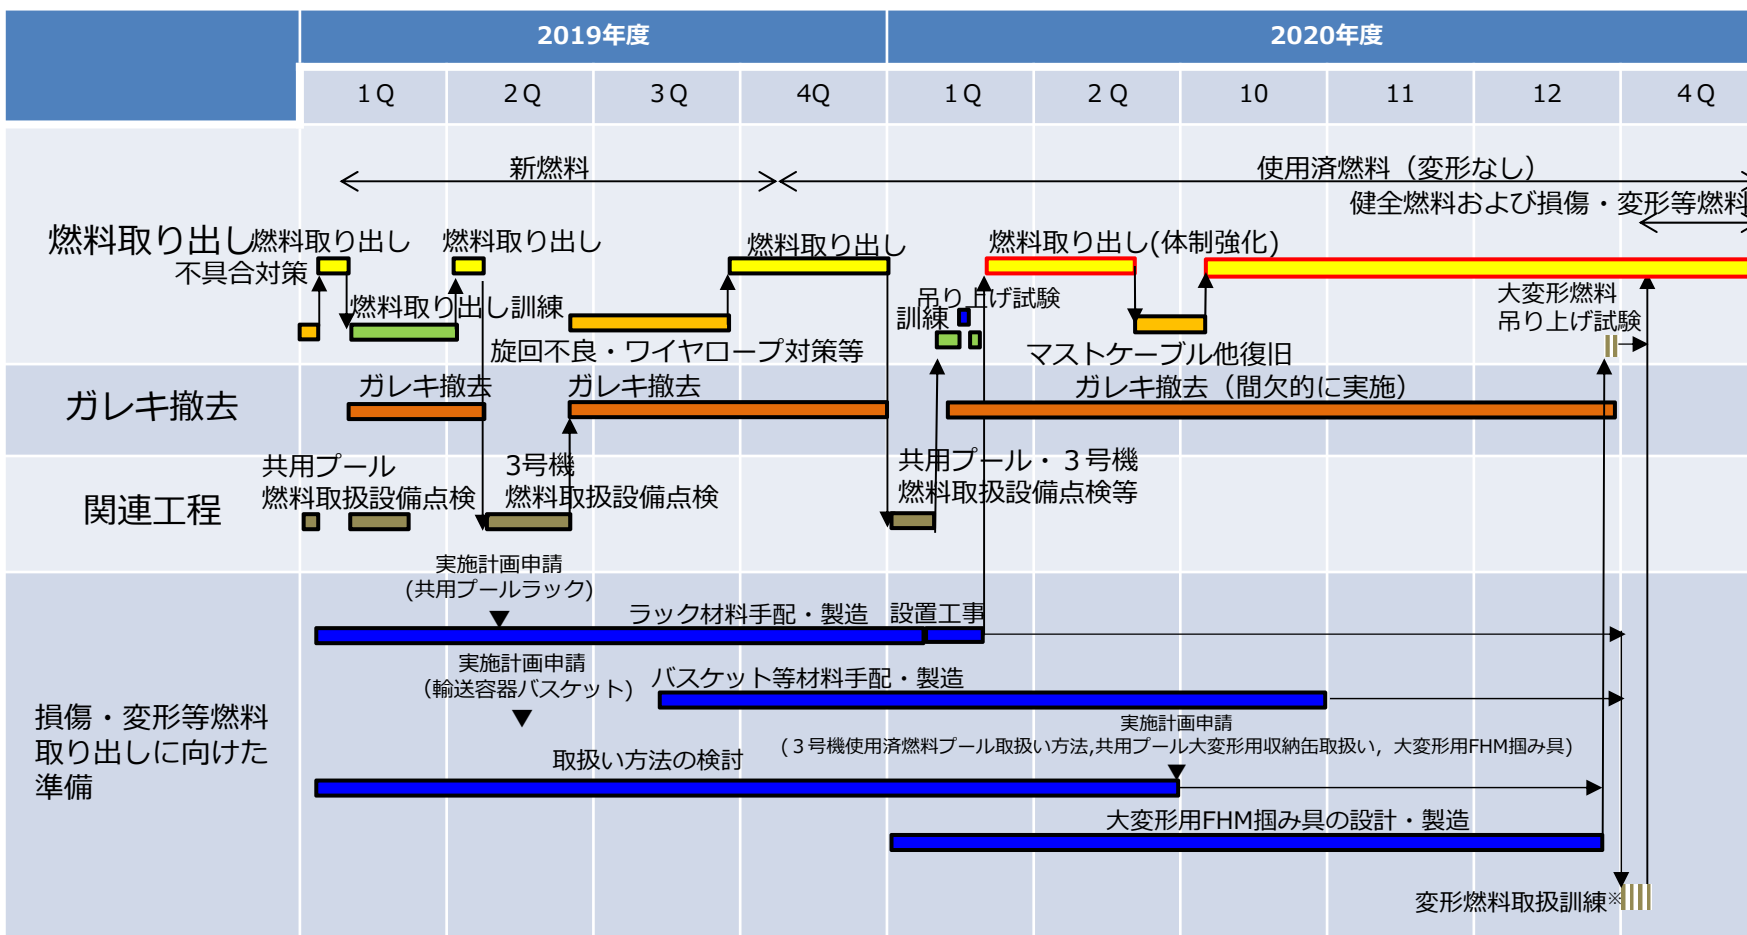 2019年度
2020年度
1Q
2Q
3Q
4Q
1Q
2Q
10
11
12
4Q
新燃料
使用済燃料（変形なし）
健全燃料および損傷・変形等燃料
燃料取り出し
燃料取り出し
燃料取り出し
燃料取り出し
燃料取り出し(体制強化)
不具合対策
燃料取り出し訓練
吊り上げ試験
訓練
大変形燃料
吊り上げ試験
旋回不良・ワイヤロープ対策等
マストケーブル他復旧
ガレキ撤去
ガレキ撤去
ガレキ撤去
ガレキ撤去（間欠的に実施）
関連工程
共用プール
燃料取扱設備点検
3号機
燃料取扱設備点検
共用プール・３号機
燃料取扱設備点検等
損傷・変形等燃料
取り出しに向けた
準備
実施計画申請
(共用プールラック)
ラック材料手配・製造
設置工事
実施計画申請
（輸送容器バスケット)
バスケット等材料手配・製造
実施計画申請
(３号機使用済燃料プール取扱い方法,共用プール大変形用収納缶取扱い，大変形用FHM掴み具)
取扱い方法の検討
大変形用FHM掴み具の設計・製造
変形燃料取扱訓練※